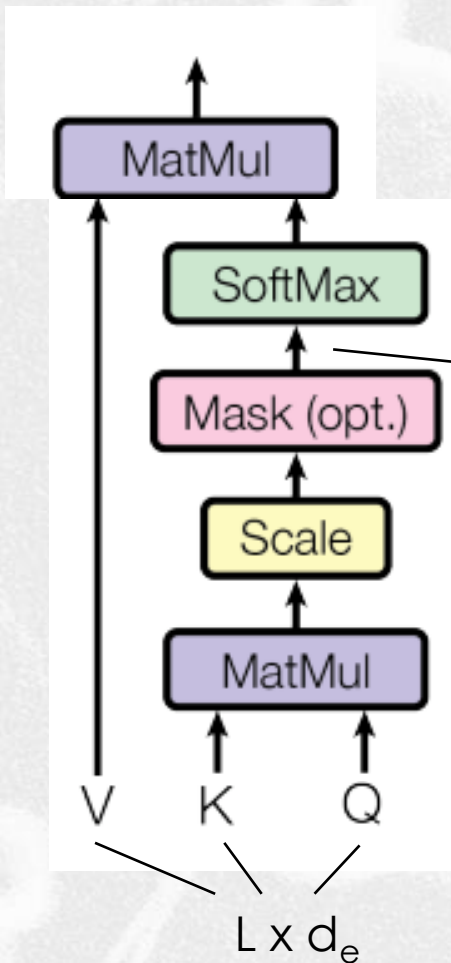 MatMul
SoftMax
Mask (opt.)
Scale
MatMul
V K Q
L x dₑ